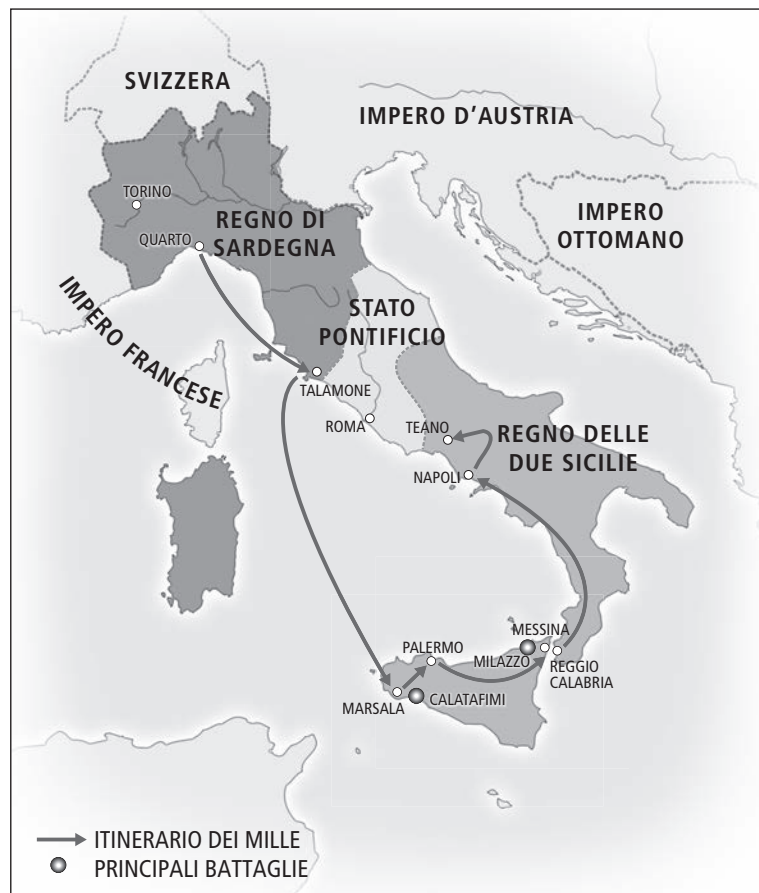 SVIZZERA
IMPERO D'AUSTRIA
TORINO
REGNO DI
SARDEGNA
QUARTO
IMPERO
OTTOMANO
IMPERO FRANCESE
STATO
PONTIFICIO
TALAMONE
ROMA
TEANO
REGNO DELLE
DUE SICILIE
NAPOLI
MESSINA
PALERMO
MILAZZO
REGGIO
CALABRIA
MARSALA
CALATAFIMI
ITINERARIO DEI MILLE
PRINCIPALI BATTAGLIE